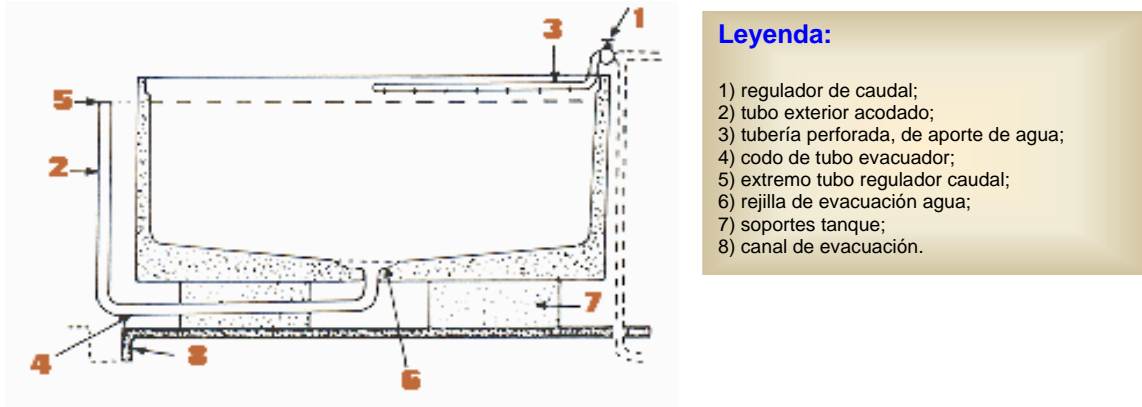 1
3
5
2
7
4
8
6
Leyenda:
1) regulador de caudal;
2) tubo exterior acodado;
3) tubería perforada, de aporte de agua;
4) codo de tubo evacuador;
5) extremo tubo regulador caudal;
6) rejilla de evacuación agua;
7) soportes tanque;
8) canal de evacuación.